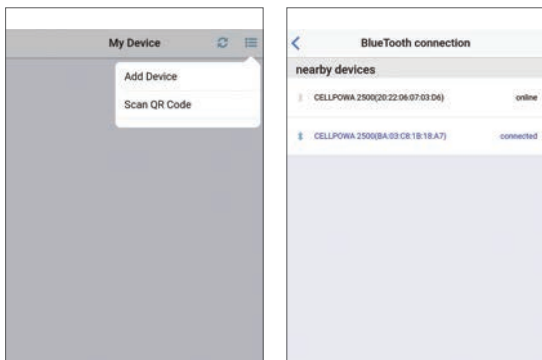 My Device
Add Device
Scan QR Code
BlueTooth connection
nearby devices
CELLPOWA 2500(20:22:06:07:03:D6) online
CELLPOWA 2500(BA:03:C8:1B:18:A7) connected